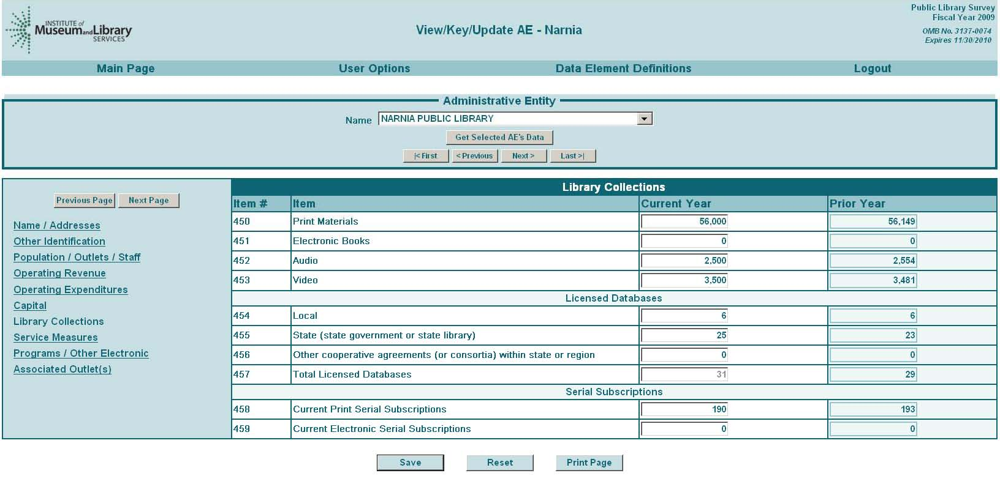 INSTITUTE of
Museum and Library
SERVICES
View/Key/Update AE - Narnia
Public Library Survey
Fiscal Year 2009
OMB No. 3137-0074
Expires 11/30/2010
Main Page User Options Data Element Definitions Logout
Administrative Entity
Name NARNIA PUBLIC LIBRARY
Get Selected AE's Data
|< First < Previous Next > Last >|
Previous Page Next Page
Name / Addresses
Other Identification
Population / Outlets / Staff
Operating Revenue
Operating Expenditures
Capital
Library Collections
Service Measures
Programs / Other Electronic
Associated Outlet(s)
Library Collections
Item # Item Current Year Prior Year
450 Print Materials 56,000 56,149
451 Electronic Books 0 0
452 Audio 2,500 2,554
453 Video 3,500 3,481
Licensed Databases
454 Local 6 6
455 State (state government or state library) 25 23
456 Other cooperative agreements (or consortia) within state or region 0 0
457 Total Licensed Databases 31 29
Serial Subscriptions
458 Current Print Serial Subscriptions 190 193
459 Current Electronic Serial Subscriptions 0 0
Save Reset Print Page